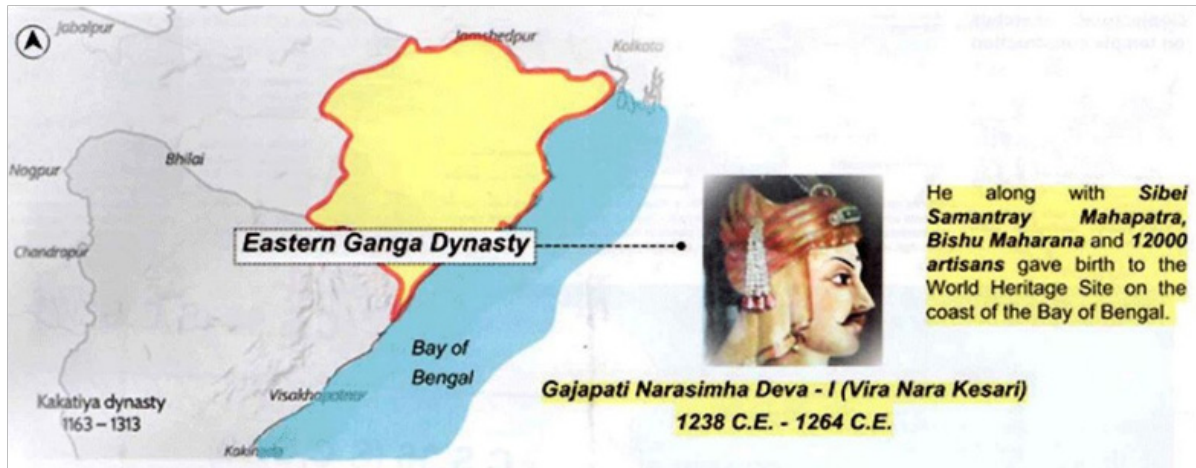 Jabalpur
Jamshedpur
Kolkata
Bhilai
Nagpur
Eastern Ganga Dynasty
Chandrapur
Bay of
Bengal
Kakatiya dynasty
1163 – 1313
Visakhapatnam
Kakinada
He along with Sibei
Samantray Mahapatra,
Bishu Maharana and 12000
artisans gave birth to the
World Heritage Site on the
coast of the Bay of Bengal.
Gajapati Narasimha Deva - I (Vira Nara Kesari)
1238 C.E. - 1264 C.E.